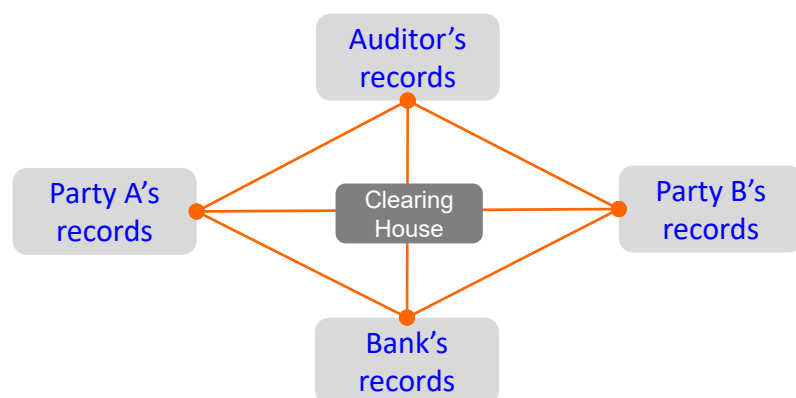 Auditor’s
records
Party A’s
records
Clearing
House
Party B’s
records
Bank’s
records